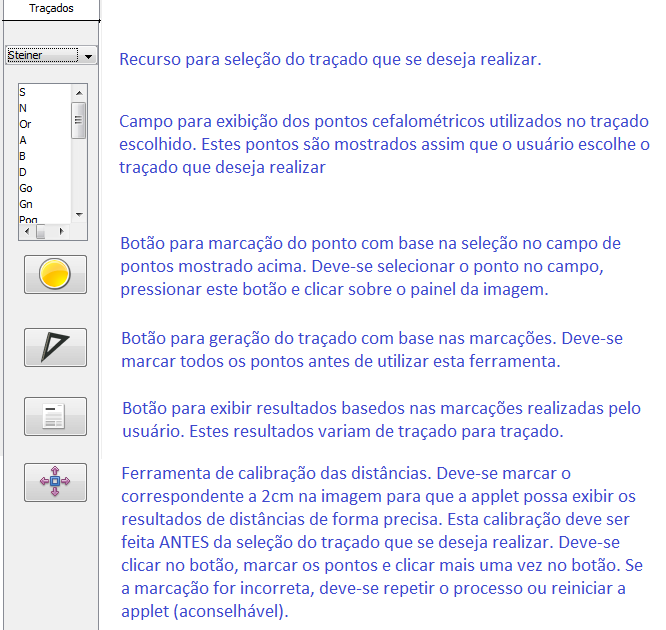 Traçados
Steiner
Recurso para seleção do traçado que se deseja realizar.
S
N
Or
A
B
D
Go
Gn
Pog
Campo para exibição dos pontos cefalométricos utilizados no traçado
escolhido. Estes pontos são mostrados assim que o usuário escolhe o
traçado que deseja realizar
Botão para marcação do ponto com base na seleção no campo de
pontos mostrado acima. Deve-se selecionar o ponto no campo,
pressionar este botão e clicar sobre o painel da imagem.
Botão para geração do traçado com base nas marcações. Deve-se
marcar todos os pontos antes de utilizar esta ferramenta.
Botão para exibir resultados basedos nas marcações realizadas pelo
usuário. Estes resultados variam de traçado para traçado.
Ferramenta de calibração das distâncias. Deve-se marcar o
correspondente a 2cm na imagem para que a applet possa exibir os
resultados de distâncias de forma precisa. Esta calibração deve ser
feita ANTES da seleção do traçado que se deseja realizar. Deve-se
clicar no botão, marcar os pontos e clicar mais uma vez no botão. Se
a marcação for incorreta, deve-se repetir o processo ou reiniciar a
applet (aconselhável).